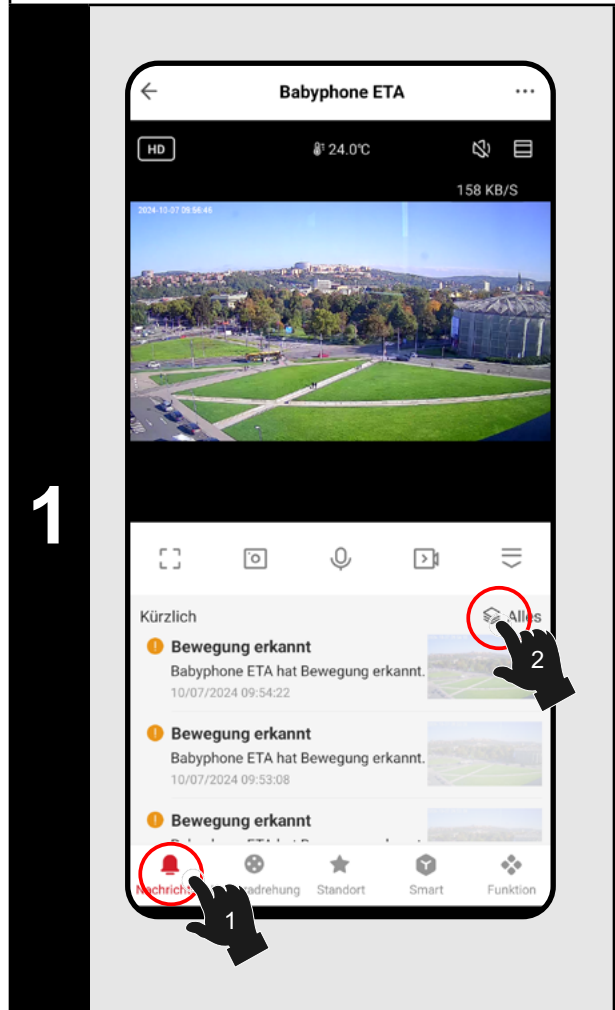 1
Babyphone ETA
HD
24.0°C
158 KB/S
2024-10-07 09:56:46
Kürzlich
Alles
Bewegung erkannt
Babyphone ETA hat Bewegung erkannt.
10/07/2024 09:54:22
2
Bewegung erkannt
Babyphone ETA hat Bewegung erkannt.
10/07/2024 09:53:08
Bewegung erkannt
Standort
Smart
Funktion
1